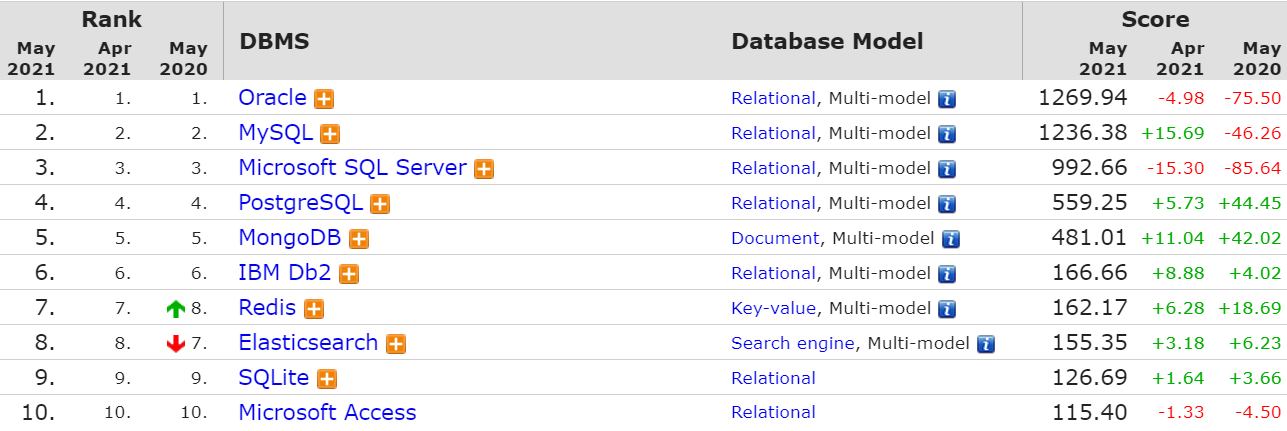 Rank Score
May Apr May DBMS Database Model May Apr May
2021 2021 2020 2021 2021 2020
1. 1. 1. Oracle Relational, Multi-model 1269.94 -4.98 -75.50
2. 2. 2. MySQL Relational, Multi-model 1236.38 +15.69 -46.26
3. 3. 3. Microsoft SQL Server Relational, Multi-model 992.66 -15.30 -85.64
4. 4. 4. PostgreSQL Relational, Multi-model 559.25 +5.73 +44.45
5. 5. 5. MongoDB Document, Multi-model 481.01 +11.04 +42.02
6. 6. 6. IBM Db2 Relational, Multi-model 166.66 +8.88 +4.02
7. 7. 8. Redis Key-value, Multi-model 162.17 +6.28 +18.69
8. 8. 7. Elasticsearch Search engine, Multi-model 155.35 +3.18 +6.23
9. 9. 9. SQLite Relational 126.69 +1.64 +3.66
10. 10. 10. Microsoft Access Relational 115.40 -1.33 -4.50